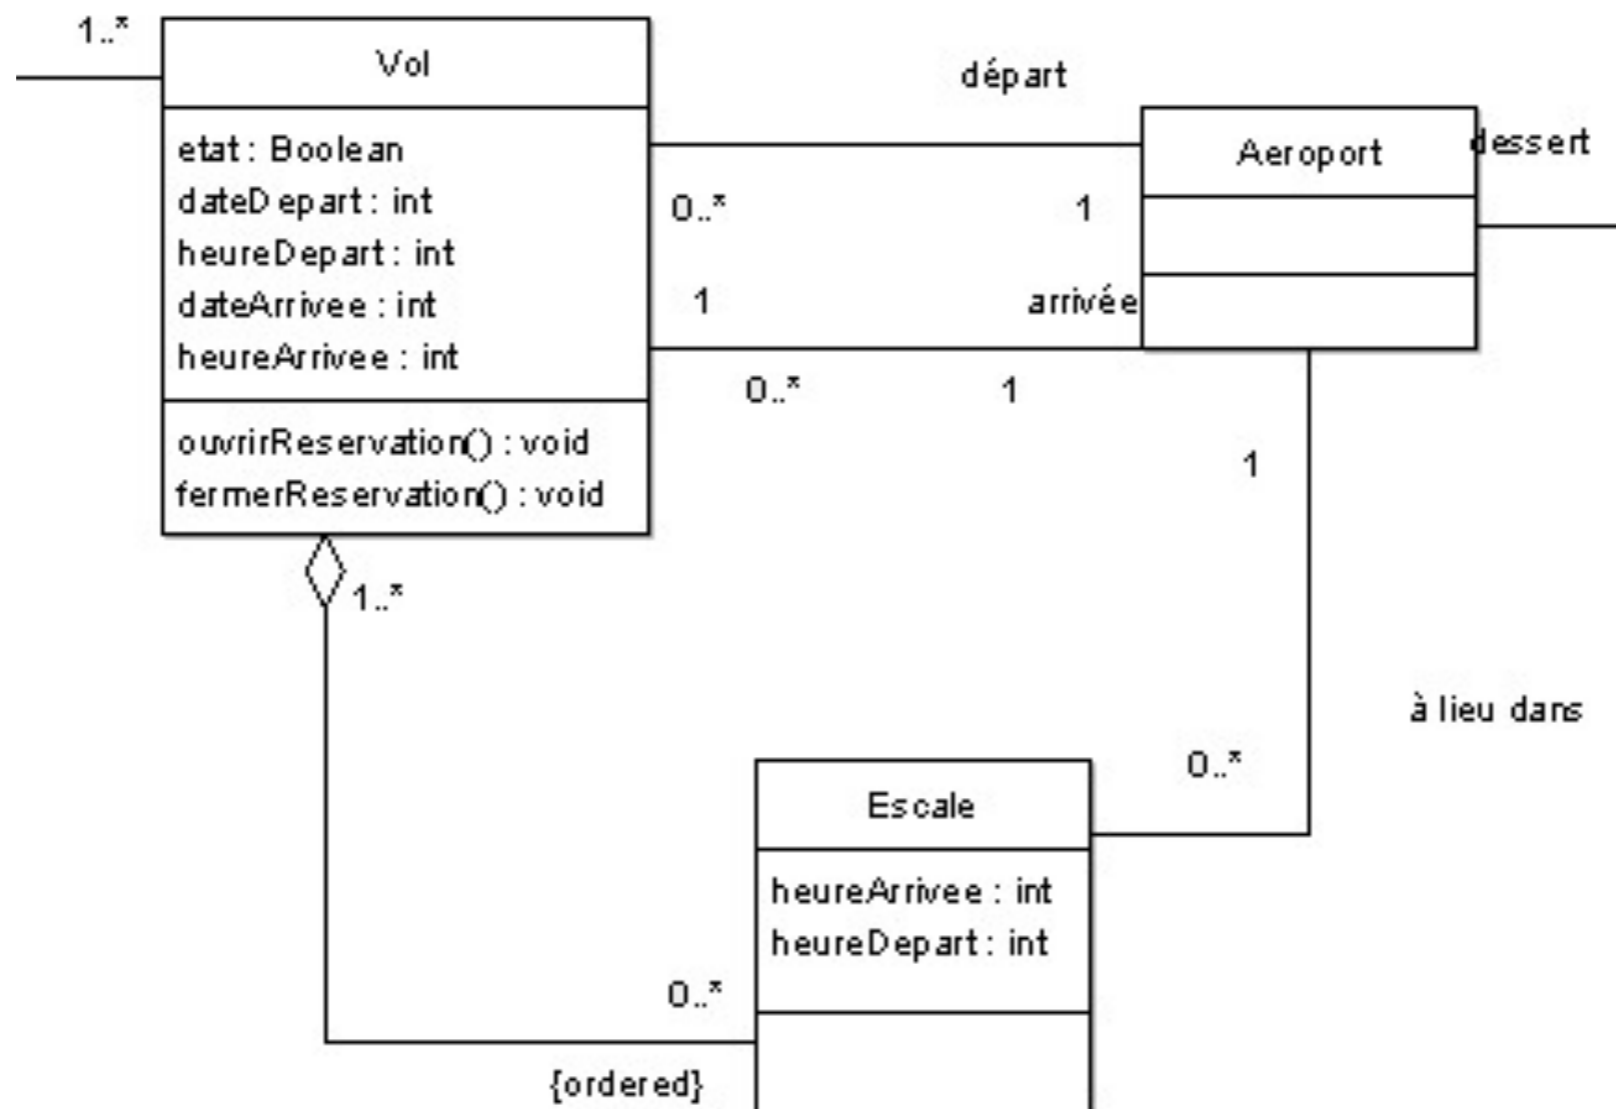 1..*
Vol
départ
etat : Boolean
dateDepart : int
heureDepart : int
dateArrivee : int
heureArrivee : int
ouvrirReservation() : void
fermerReservation() : void
Aeroport
dessert
0..*
1
1
arrivée
0..*
1
1
1..*
à lieu dans
0..*
Escale
heureArrivee : int
heureDepart : int
0..*
{ordered}